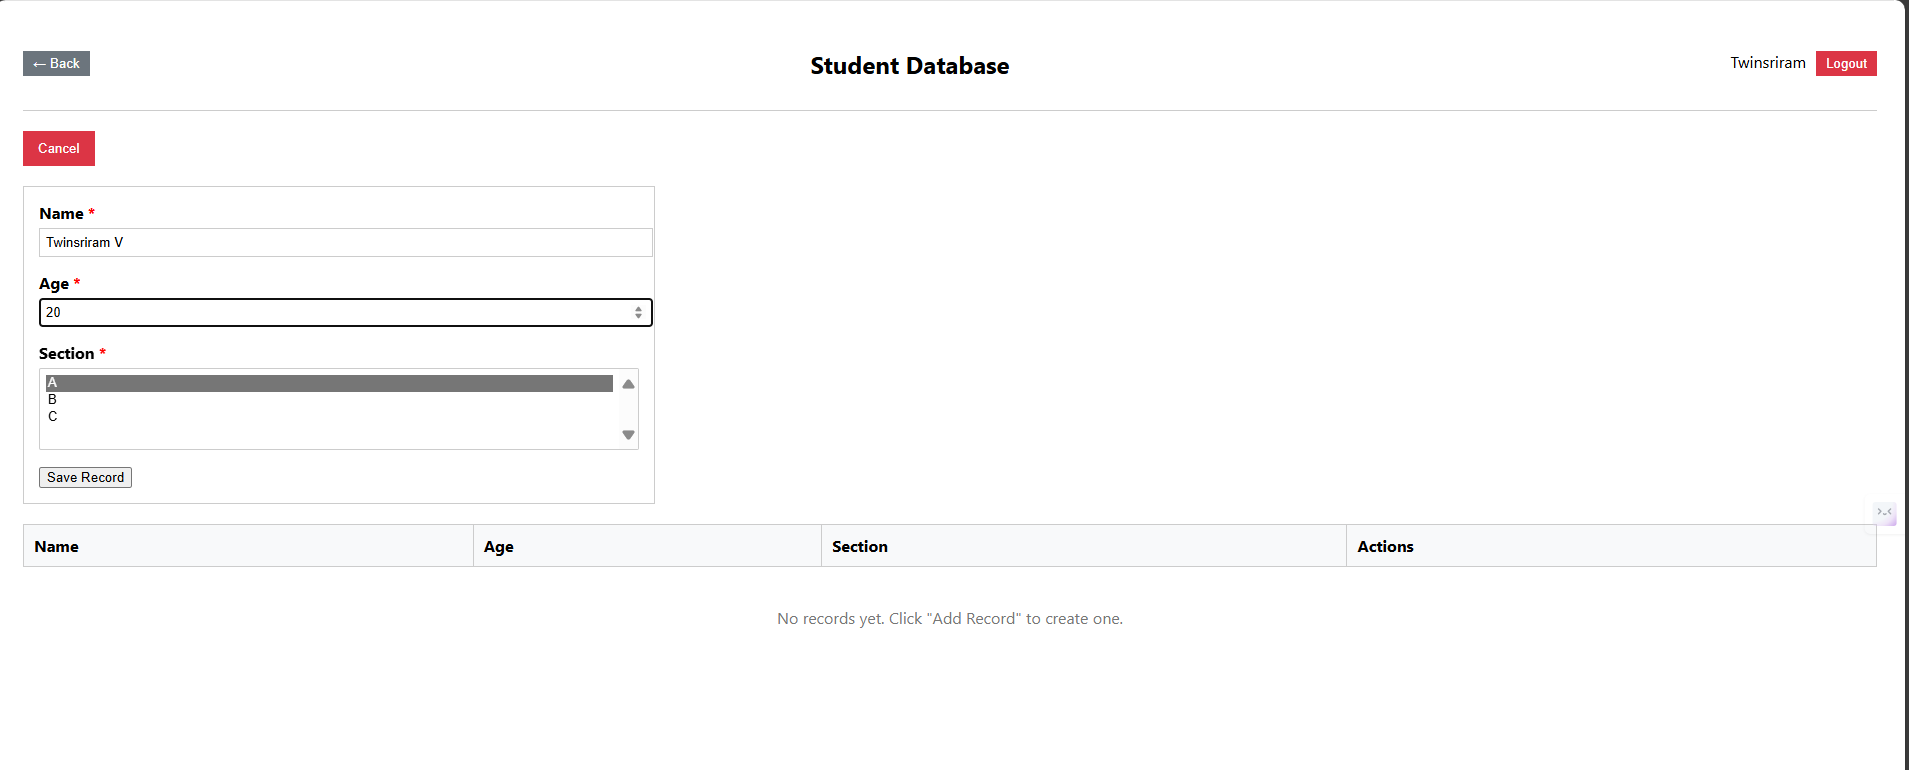 ← Back
Student Database
Twinsriram
Logout
Cancel
Name *
Twinsriram V
Age *
20
Section *
A
B
C
Save Record
Name Age Section Actions
No records yet. Click "Add Record" to create one.